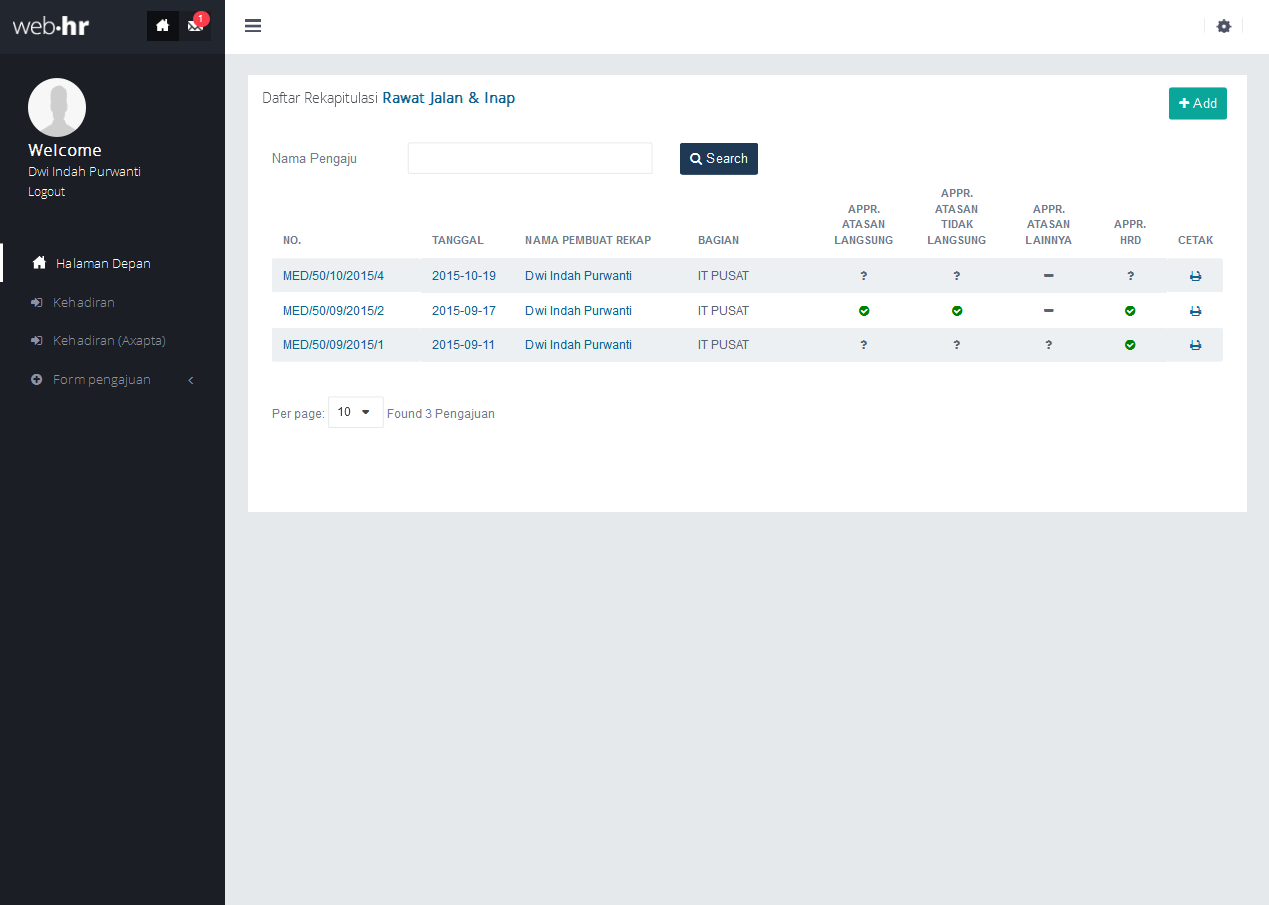 web·hr
1
Welcome
Dwi Indah Purwanti
Logout
Halaman Depan
Kehadiran
Kehadiran (Axapta)
Form pengajuan
Daftar Rekapitulasi Rawat Jalan & Inap
Add
Nama Pengaju
Search
NO. TANGGAL NAMA PEMBUAT REKAP BAGIAN APPR. ATASAN LANGSUNG APPR. ATASAN TIDAK LANGSUNG APPR. ATASAN LAINNYA APPR. HRD CETAK
MED/50/10/2015/4 2015-10-19 Dwi Indah Purwanti IT PUSAT ? ? – ?
MED/50/09/2015/2 2015-09-17 Dwi Indah Purwanti IT PUSAT –
MED/50/09/2015/1 2015-09-11 Dwi Indah Purwanti IT PUSAT ? ? ?
Per page: 10 Found 3 Pengajuan